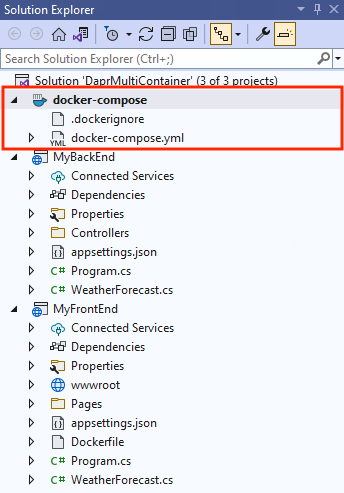 Solution Explorer
Search Solution Explorer (Ctrl+;)
Solution 'DaprMultiContainer' (3 of 3 projects)
docker-compose
.dockerignore
YML docker-compose.yml
MyBackEnd
Connected Services
Dependencies
Properties
Controllers
appsettings.json
C# Program.cs
C# WeatherForecast.cs
MyFrontEnd
Connected Services
Dependencies
Properties
wwwroot
Pages
appsettings.json
Dockerfile
C# Program.cs
C# WeatherForecast.cs